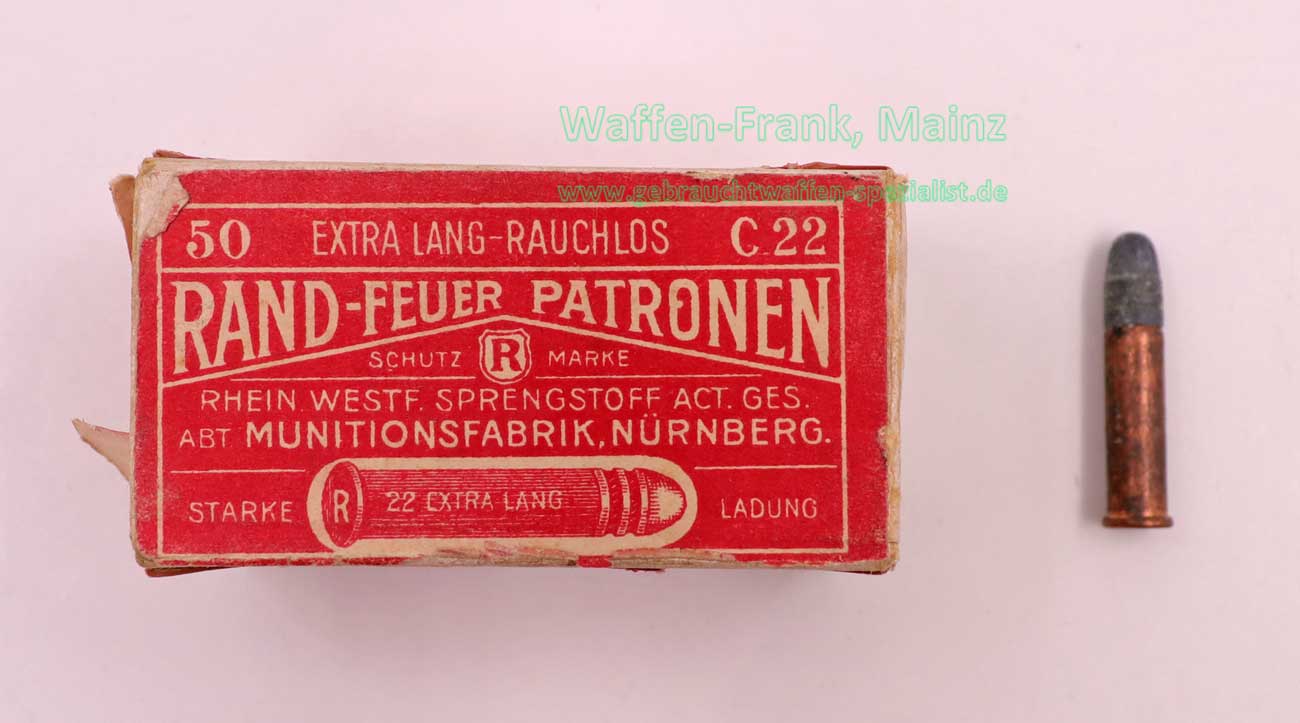 Waffen-Frank, Mainz
www.gebrauchtwaffen-spezialist.de
50 EXTRA LANG-RAUCHLOS C.22
RAND-FEUER PATRONEN
SCHUTZ R MARKE
RHEIN. WESTF. SPRENGSTOFF ACT. GES.
ABT MUNITIONSFABRIK, NÜRNBERG.
STARKE R 22 EXTRA LANG LADUNG